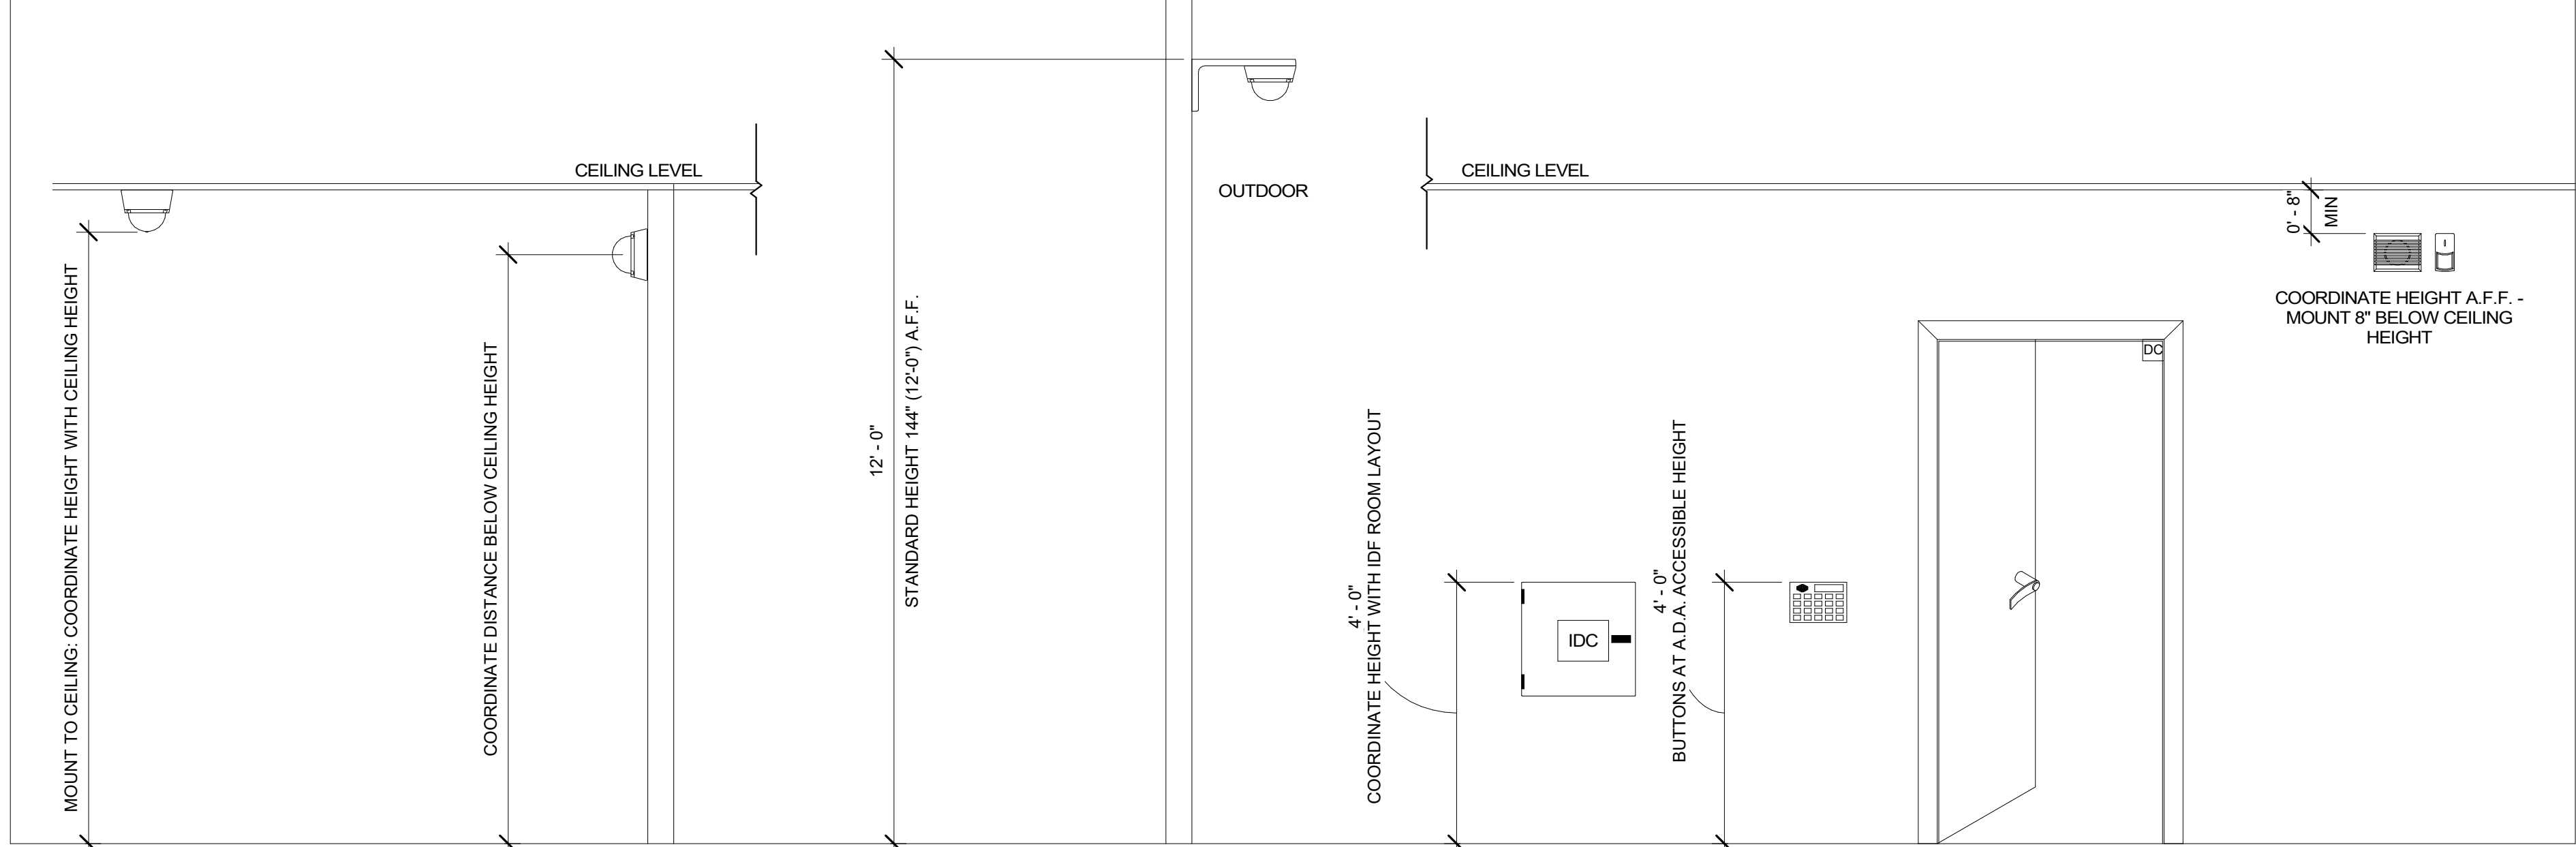 CEILING LEVEL
MOUNT TO CEILING: COORDINATE HEIGHT WITH CEILING HEIGHT
COORDINATE DISTANCE BELOW CEILING HEIGHT
12' - 0"
STANDARD HEIGHT 144" (12'-0") A.F.F.
OUTDOOR
CEILING LEVEL
4' - 0"
COORDINATE HEIGHT WITH IDF ROOM LAYOUT
IDC
4' - 0"
BUTTONS AT A.D.A. ACCESSIBLE HEIGHT
DC
0' - 8"
MIN
COORDINATE HEIGHT A.F.F. -
MOUNT 8" BELOW CEILING
HEIGHT